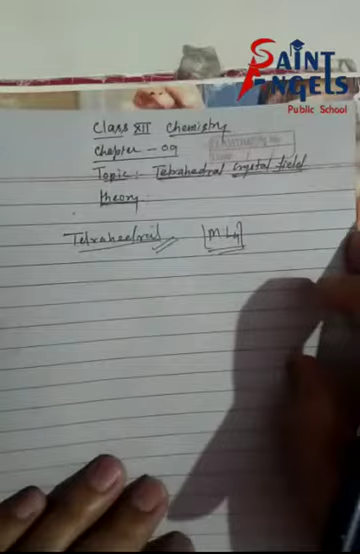 SAINT
ANGELS
Public School
Class XII Chemistry
Chapter - 09
Topic: Tetrahedral Crystal field
theory
Tetrahedral [ML4]